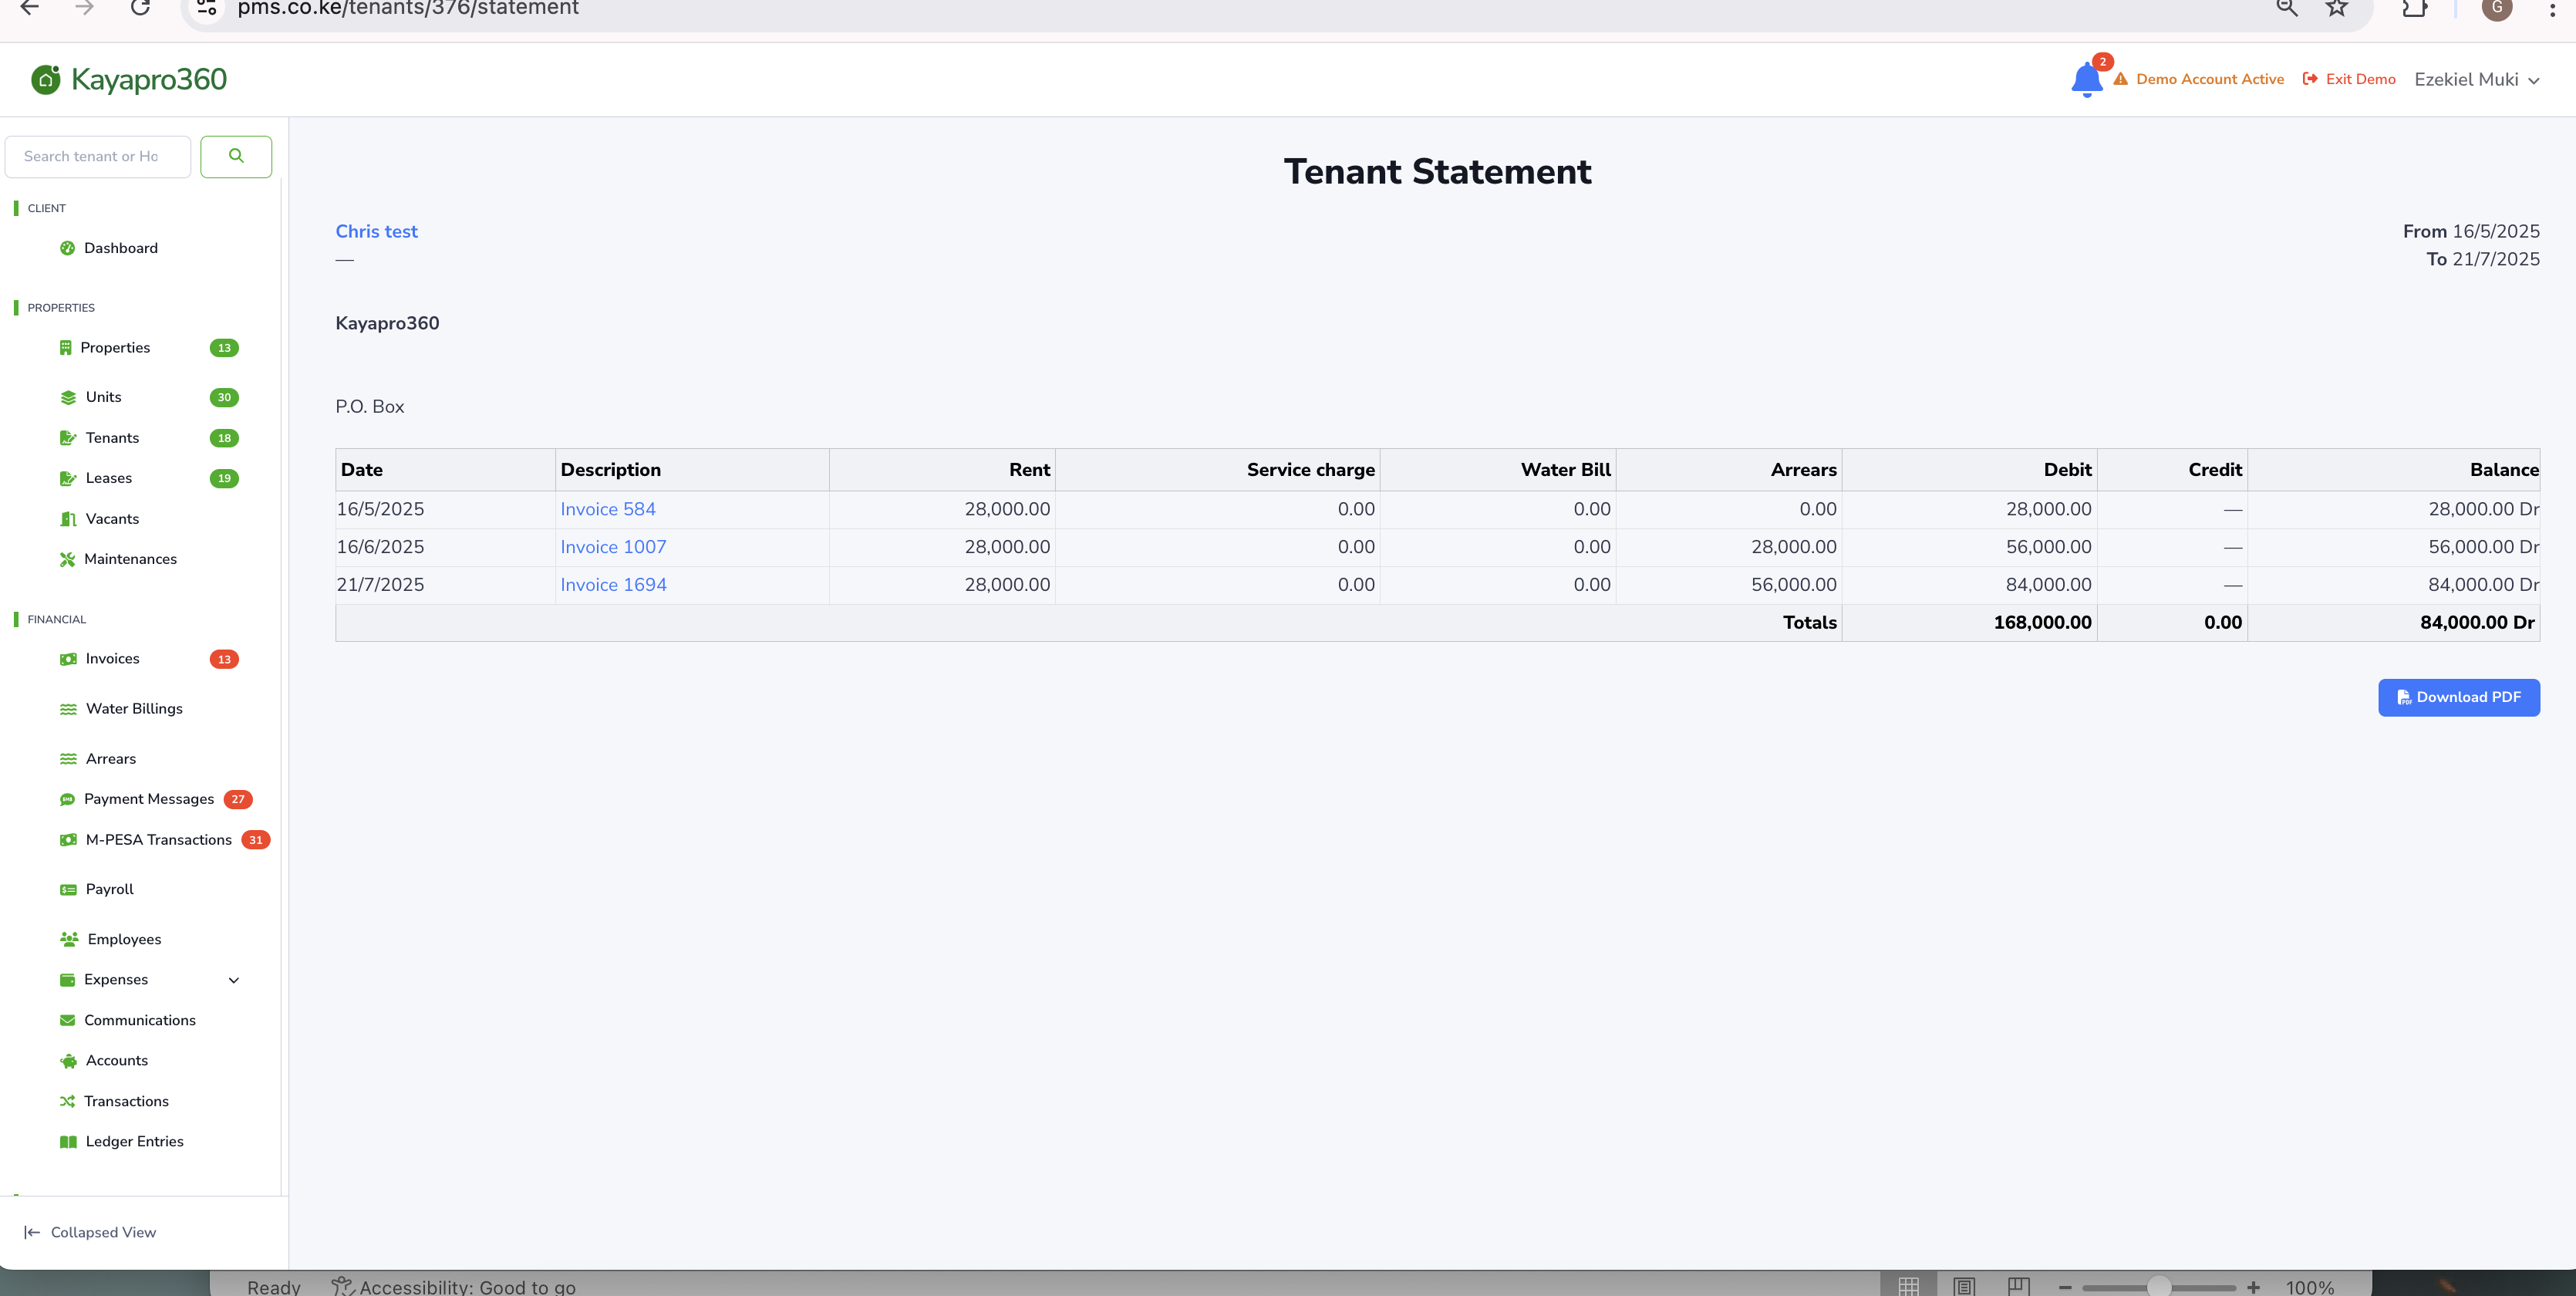 pms.co.ke/tenants/376/statement
G
Kayapro360
2
Demo Account Active
Exit Demo
Ezekiel Muki
Search tenant or Ho
CLIENT
Dashboard
PROPERTIES
Properties 13
Units 30
Tenants 18
Leases 19
Vacants
Maintenances
FINANCIAL
Invoices 13
Water Billings
Arrears
Payment Messages 27
M-PESA Transactions 31
Payroll
Employees
Expenses
Communications
Accounts
Transactions
Ledger Entries
Collapsed View
Tenant Statement
Chris test
—
From 16/5/2025
To 21/7/2025
Kayapro360
P.O. Box
Date Description Rent Service charge Water Bill Arrears Debit Credit Balance
16/5/2025 Invoice 584 28,000.00 0.00 0.00 0.00 28,000.00 — 28,000.00 Dr
16/6/2025 Invoice 1007 28,000.00 0.00 0.00 28,000.00 56,000.00 — 56,000.00 Dr
21/7/2025 Invoice 1694 28,000.00 0.00 0.00 56,000.00 84,000.00 — 84,000.00 Dr
Totals 168,000.00 0.00 84,000.00 Dr
Download PDF
Ready
Accessibility: Good to go
100%